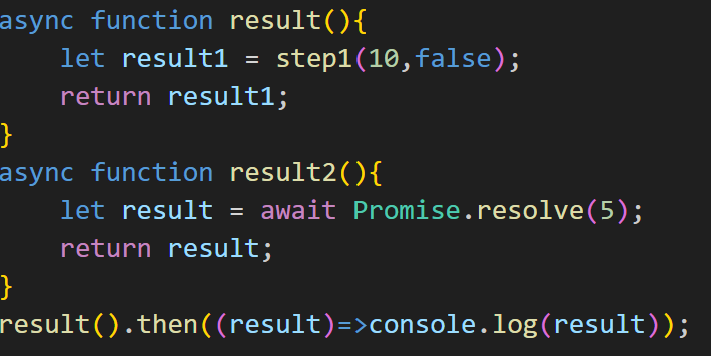 async function result(){
    let result1 = step1(10,false);
    return result1;
}
async function result2(){
    let result = await Promise.resolve(5);
    return result;
}
result().then((result)=>console.log(result));